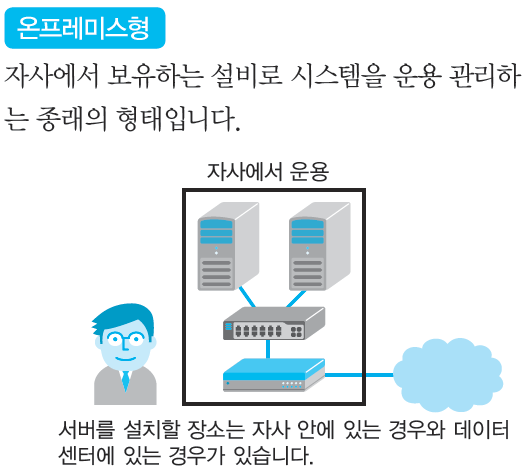 온프레미스형
자사에서 보유하는 설비로 시스템을 운용 관리하
는 종래의 형태입니다.
자사에서 운용
서버를 설치할 장소는 자사 안에 있는 경우와 데이터
센터에 있는 경우가 있습니다.